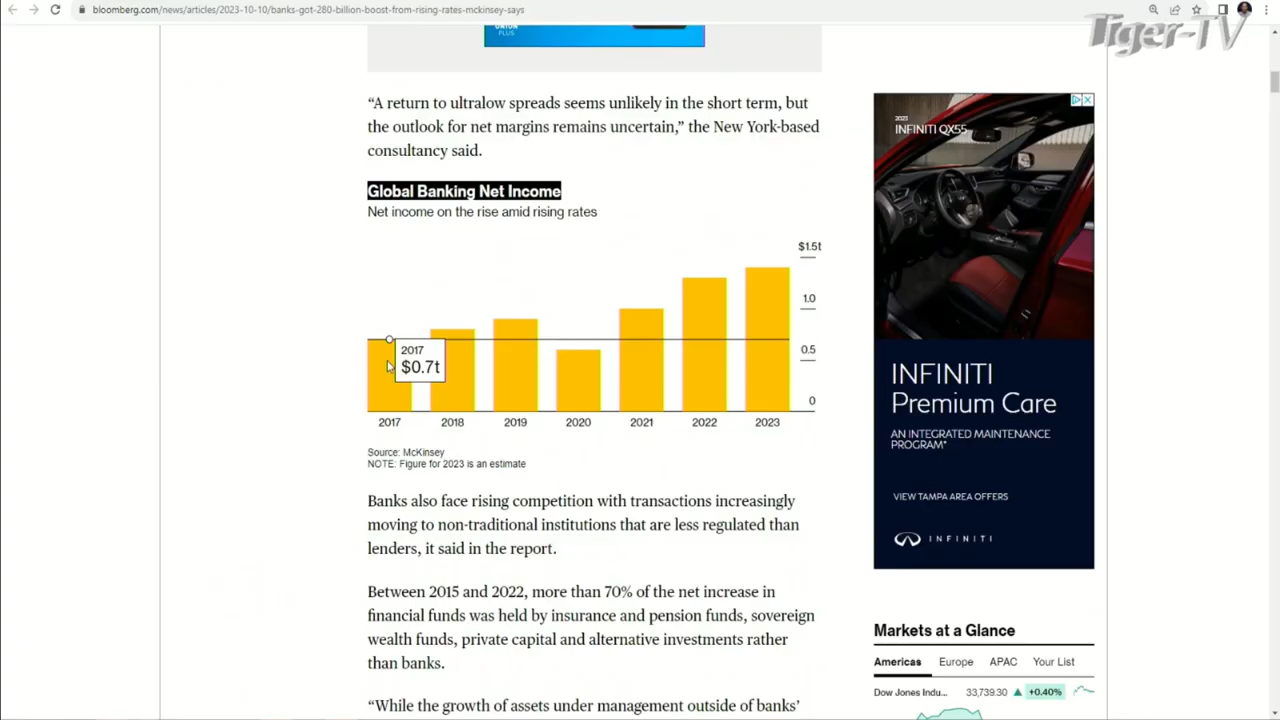 bloomberg.com/news/articles/2023-10-10/banks-got-280-billion-boost-from-rising-rates-mckinsey-says
Tiger-TV
UNION
PLUS
“A return to ultralow spreads seems unlikely in the short term, but
the outlook for net margins remains uncertain,” the New York-based
consultancy said.
Global Banking Net Income
Net income on the rise amid rising rates
$1.5t
1.0
0.5
0
2017
$0.7t
2017 2018 2019 2020 2021 2022 2023
Source: McKinsey
NOTE: Figure for 2023 is an estimate
Banks also face rising competition with transactions increasingly
moving to non-traditional institutions that are less regulated than
lenders, it said in the report.
Between 2015 and 2022, more than 70% of the net increase in
financial funds was held by insurance and pension funds, sovereign
wealth funds, private capital and alternative investments rather
than banks.
“While the growth of assets under management outside of banks’
2023
INFINITI QX55
INFINITI
Premium Care
AN INTEGRATED MAINTENANCE
PROGRAM*
VIEW TAMPA AREA OFFERS
INFINITI
Markets at a Glance
Americas Europe APAC Your List
Dow Jones Indu... 33,739.30 ▲ +0.40%